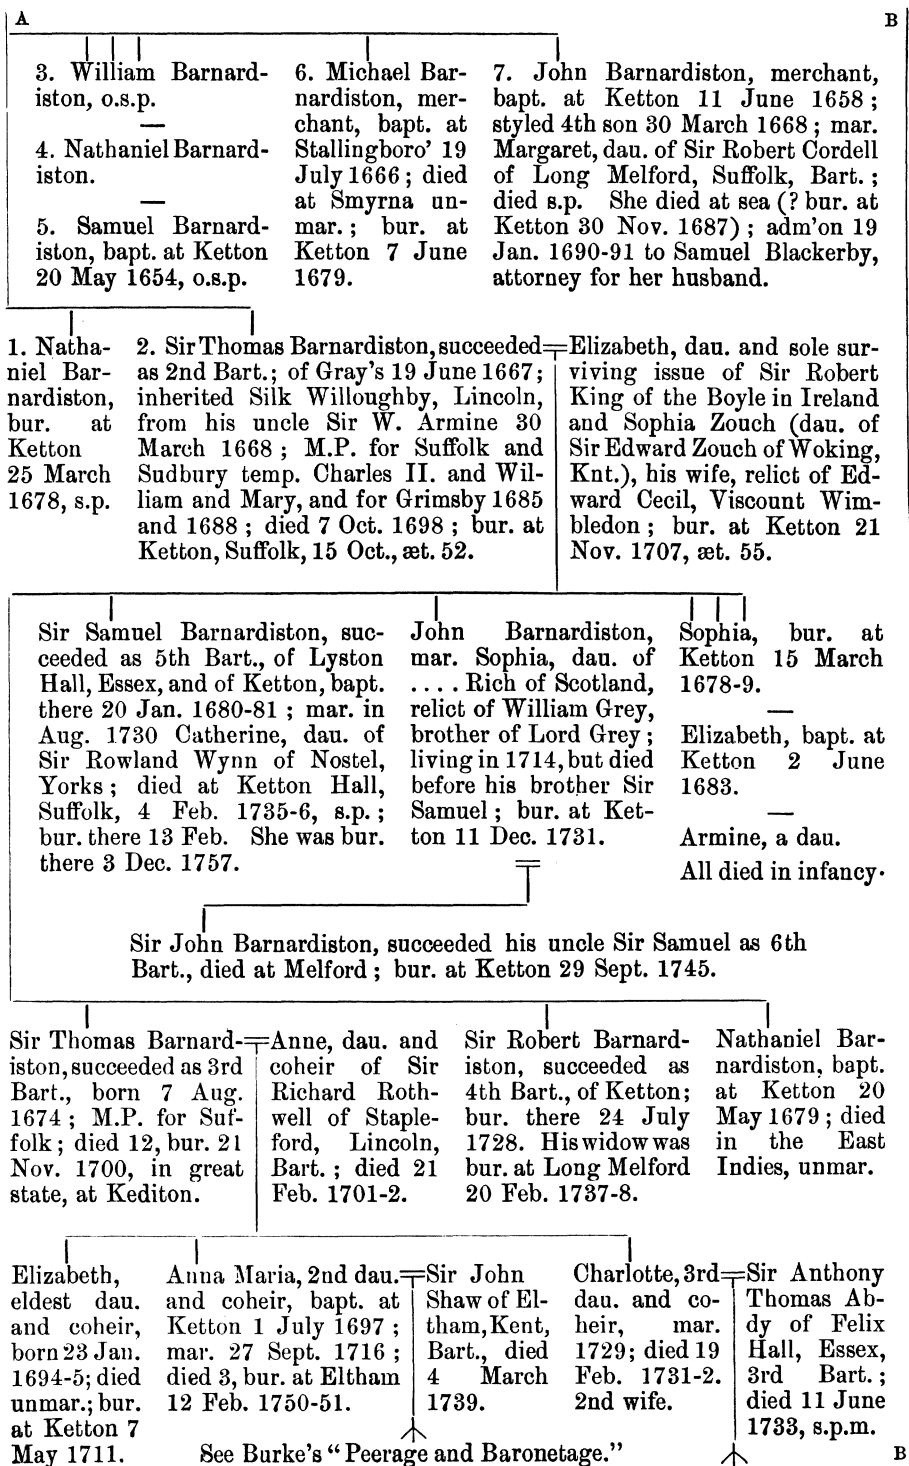 A
B
3. William Barnard-
iston, o.s.p.
4. Nathaniel Barnard-
iston.
5. Samuel Barnard-
iston, bapt. at Ketton
20 May 1654, o.s.p.
6. Michael Bar-
nardiston, mer-
chant, bapt. at
Stallingboro' 19
July 1666; died
at Smyrna un-
mar.; bur. at
Ketton 7 June
1679.
7. John Barnardiston, merchant,
bapt. at Ketton 11 June 1658;
styled 4th son 30 March 1668; mar.
Margaret, dau. of Sir Robert Cordell
of Long Melford, Suffolk, Bart.;
died s.p. She died at sea (? bur. at
Ketton 30 Nov. 1687); adm'on 19
Jan. 1690-91 to Samuel Blackerby,
attorney for her husband.
1. Natha-
niel Bar-
nardiston,
bur. at
Ketton
25 March
1678, s.p.
2. Sir Thomas Barnardiston, succeeded
as 2nd Bart.; of Gray's 19 June 1667;
inherited Silk Willoughby, Lincoln,
from his uncle Sir W. Armine 30
March 1668; M.P. for Suffolk and
Sudbury temp. Charles II. and Wil-
liam and Mary, and for Grimsby 1685
and 1688; died 7 Oct. 1698; bur. at
Ketton, Suffolk, 15 Oct., æt. 52.
Elizabeth, dau. and sole sur-
viving issue of Sir Robert
King of the Boyle in Ireland
and Sophia Zouch (dau. of
Sir Edward Zouch of Woking,
Knt.), his wife, relict of Ed-
ward Cecil, Viscount Wim-
bledon; bur. at Ketton 21
Nov. 1707, æt. 55.
Sir Samuel Barnardiston, suc-
ceeded as 5th Bart., of Lyston
Hall, Essex, and of Ketton, bapt.
there 20 Jan. 1680-81; mar. in
Aug. 1730 Catherine, dau. of
Sir Rowland Wynn of Nostel,
Yorks; died at Ketton Hall,
Suffolk, 4 Feb. 1735-6, s.p.;
bur. there 13 Feb. She was bur.
there 3 Dec. 1757.
John Barnardiston,
mar. Sophia, dau. of
.... Rich of Scotland,
relict of William Grey,
brother of Lord Grey;
living in 1714, but died
before his brother Sir
Samuel; bur. at Ket-
ton 11 Dec. 1731.
Sophia, bur. at
Ketton 15 March
1678-9.
Elizabeth, bapt. at
Ketton 2 June
1683.
Armine, a dau.
All died in infancy.
Sir John Barnardiston, succeeded his uncle Sir Samuel as 6th
Bart., died at Melford; bur. at Ketton 29 Sept. 1745.
Sir Thomas Barnard-
iston, succeeded as 3rd
Bart., born 7 Aug.
1674; M.P. for Suf-
folk; died 12, bur. 21
Nov. 1700, in great
state, at Kediton.
Anne, dau. and
coheir of Sir
Richard Roth-
well of Staple-
ford, Lincoln,
Bart.; died 21
Feb. 1701-2.
Sir Robert Barnard-
iston, succeeded as
4th Bart., of Ketton;
bur. there 24 July
1728. His widow was
bur. at Long Melford
20 Feb. 1737-8.
Nathaniel Bar-
nardiston, bapt.
at Ketton 20
May 1679; died
in the East
Indies, unmar.
Elizabeth,
eldest dau.
and coheir,
born 23 Jan.
1694-5; died
unmar.; bur.
at Ketton 7
May 1711.
Anna Maria, 2nd dau.
and coheir, bapt. at
Ketton 1 July 1697;
mar. 27 Sept. 1716;
died 3, bur. at Eltham
12 Feb. 1750-51.
Sir John
Shaw of El-
tham, Kent,
Bart., died
4 March
1739.
Charlotte, 3rd
dau. and co-
heir, mar.
1729; died 19
Feb. 1731-2.
2nd wife.
Sir Anthony
Thomas Ab-
dy of Felix
Hall, Essex,
3rd Bart.;
died 11 June
1733, s.p.m.
See Burke's "Peerage and Baronetage."
B